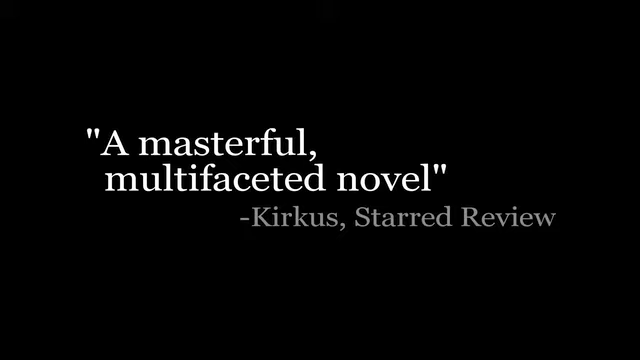 "A masterful,
multifaceted novel"
-Kirkus, Starred Review